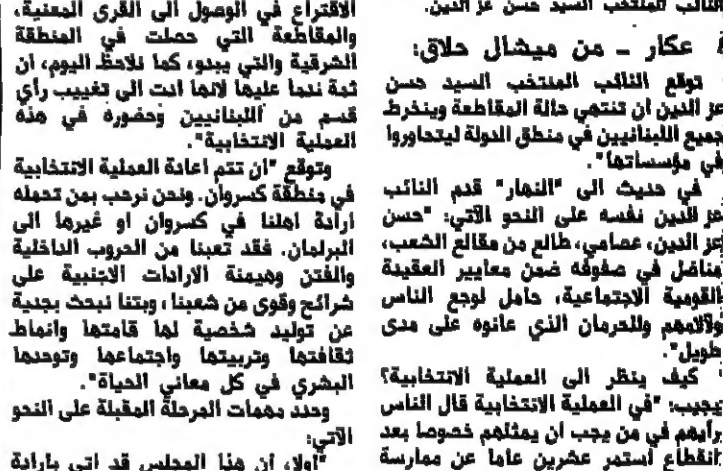 النائب المنتخب السيد حسن عز الدين.
عكار – من ميشال حلاق:
توقع النائب المنتخب السيد حسن
عز الدين ان تنتهي حالة المقاطعة وينخرط
جميع اللبنانيين في منطق الدولة ليتحاوروا
في مؤسساتها".
في حديث الى "النهار" قدم النائب
عز الدين نفسه على النحو الآتي: "حسن
عز الدين، عصامي، طالع من مقالع الشعب،
مناضل في صفوفه ضمن معايير العقيدة
القومية الاجتماعية، حامل لوجع الناس
وآلامهم وللحرمان الذي عانوه على مدى
طويل".
كيف ينظر الى العملية الانتخابية؟
يجيب: "في العملية الانتخابية قال الناس
رأيهم في من يجب ان يمثلهم خصوصا بعد
انقطاع استمر عشرين عاما عن ممارسة
الاقتراع في الوصول الى القرى المعنية،
والمقاطعة التي حصلت في المنطقة
الشرقية والتي يبدو، كما نلاحظ اليوم، ان
ثمة ندما عليها لانها ادت الى تغييب رأي
قسم من اللبنانيين وحضوره في هذه
العملية الانتخابية".
وتوقع "ان تتم اعادة العملية الانتخابية
في منطقة كسروان. ونحن نرحب بمن تحمله
ارادة اهلنا في كسروان او غيرها الى
البرلمان. فقد تعبنا من الحروب الداخلية
والفتن وهيمنة الارادات الاجنبية على
شرائح وقوى من شعبنا، وبتنا نبحث بجدية
عن توليد شخصية لها قامتها وانماط
ثقافتها وتربيتها واجتماعها وتوحدها
البشري في كل معاني الحياة".
وحدد مهمات المرحلة المقبلة على النحو
الآتي:
"اولا، ان هذا المجلس قد اتى بارادة